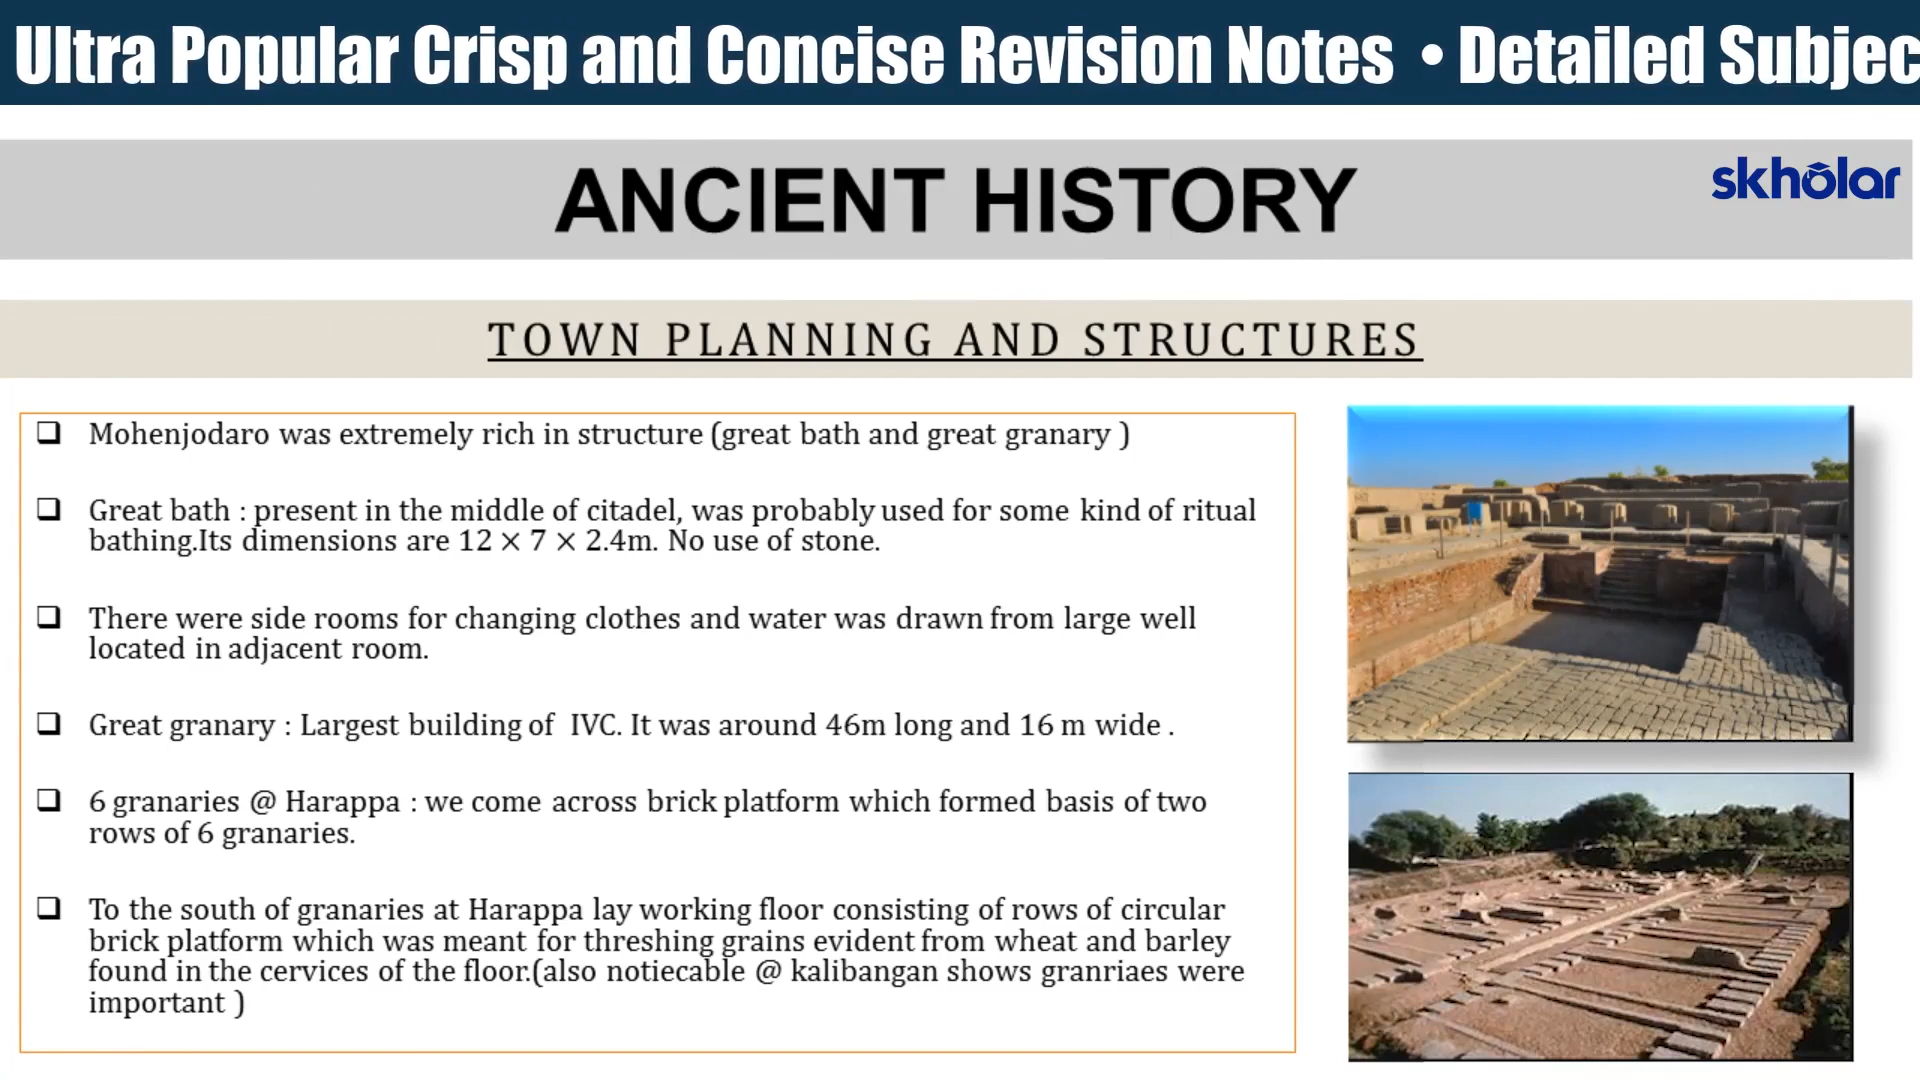 Ultra Popular Crisp and Concise Revision Notes • Detailed Subjec
ANCIENT HISTORY
skholar
TOWN PLANNING AND STRUCTURES
❑ Mohenjodaro was extremely rich in structure (great bath and great granary )
❑ Great bath : present in the middle of citadel, was probably used for some kind of ritual
bathing.Its dimensions are 12 × 7 × 2.4m. No use of stone.
❑ There were side rooms for changing clothes and water was drawn from large well
located in adjacent room.
❑ Great granary : Largest building of IVC. It was around 46m long and 16 m wide .
❑ 6 granaries @ Harappa : we come across brick platform which formed basis of two
rows of 6 granaries.
❑ To the south of granaries at Harappa lay working floor consisting of rows of circular
brick platform which was meant for threshing grains evident from wheat and barley
found in the cervices of the floor.(also notiecable @ kalibangan shows granriaes were
important )